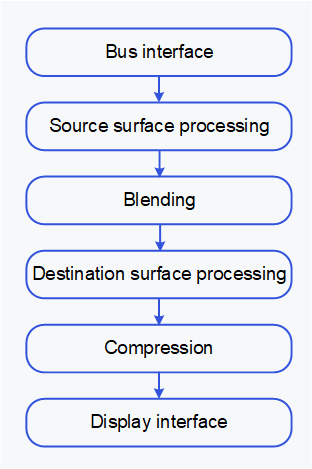 Bus interface
Source surface processing
Blending
Destination surface processing
Compression
Display interface